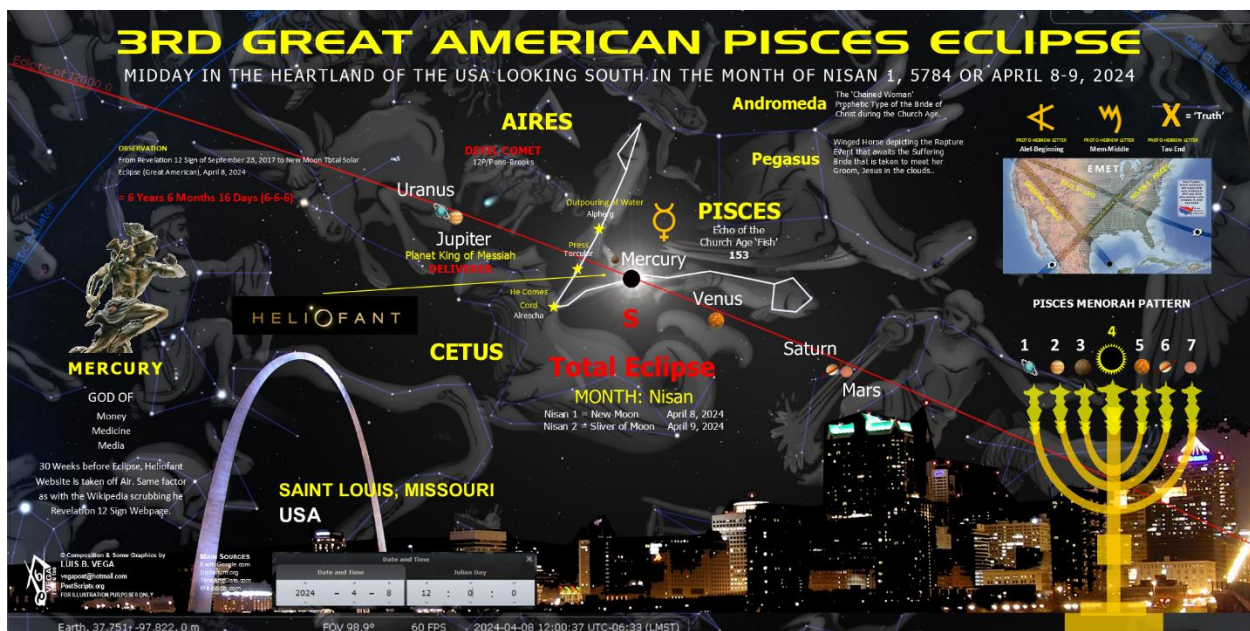 3RD GREAT AMERICAN PISCES ECLIPSE
MIDDAY IN THE HEARTLAND OF THE USA LOOKING SOUTH IN THE MONTH OF NISAN 1, 5784 OR APRIL 8-9, 2024
Ecliptic of J2000.0
OBSERVATION
From Revelation 12 Sign of September 23, 2017 to New Moon Total Solar
Eclipse (Great American), April 8, 2024
= 6 Years 6 Months 16 Days (6-6-6)
AIRES
DEVIL COMET
12P/Pons-Brooks
Uranus
Jupiter
Planet King of Messiah
DELIVERER
Outpouring of Water
Alpherg
Press
Torcular
He Comes
Cord
Alrescha
Andromeda
The 'Chained Woman'
Prophetic Type of the Bride of
Christ during the Church Age.
Pegasus
Winged Horse depicting the Rapture
Event that awaits the Suffering
Bride that is taken to meet her
Groom, Jesus in the clouds..
PISCES
Echo of the
Church Age 'Fish'
153
Mercury
Venus
Saturn
Mars
S
Total Eclipse
MONTH: Nisan
Nisan 1 = New Moon April 8, 2024
Nisan 2 = Sliver of Moon April 9, 2024
CETUS
HELIOFANT
MERCURY
GOD OF
Money
Medicine
Media
30 Weeks before Eclipse, Heliofant
Website is taken off Air. Same factor
as with the Wikipedia scrubbing he
Revelation 12 Sign Webpage.
= 'Truth'
PROTO-HEBREW LETTER
Alef-Beginning
PROTO-HEBREW LETTER
Mem-Middle
PROTO-HEBREW LETTER
Tav-End
EMET
PISCES MENORAH PATTERN
1 2 3 4 5 6 7
SAINT LOUIS, MISSOURI
USA
© Composition & Some Graphics by
LUIS B. VEGA
vegapost@hotmail.com
PostScripts.org
FOR ILLUSTRATION PURPOSES ONLY
MAIN SOURCES
Earth.Google.com
Stellarium.org
TimeandDate.com
Wikipedia.com
Date and Time
Date and Time Julian Day
2024 - 4 - 8 12 : 0 : 0
Earth, 37.751, -97.822, 0 m FOV 98.9° 60 FPS 2024-04-08 12:00:37 UTC-06:33 (LMST)